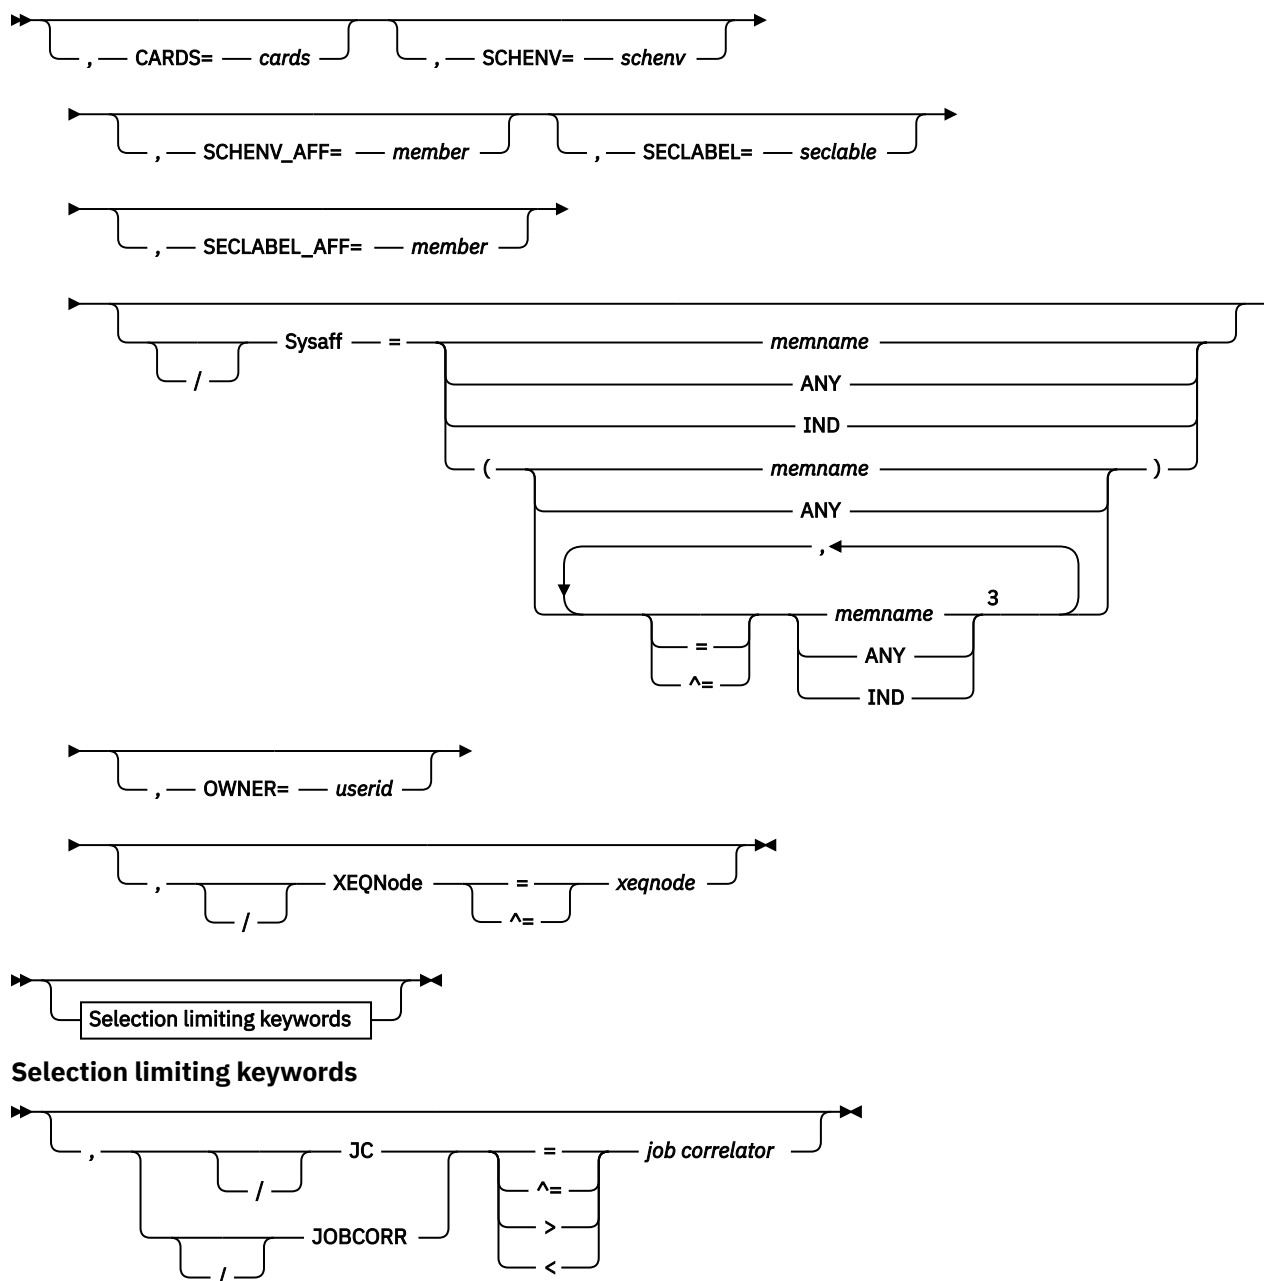 , CARDS= cards , SCHENV= schenv
, SCHENV_AFF= member , SECLABEL= seclable
, SECLABEL_AFF= member
/ Sysaff = memname
ANY
IND
( memname )
ANY
,
= ^= memname 3
ANY
IND
, OWNER= userid
, / XEQNode = xeqnode
^=
Selection limiting keywords
Selection limiting keywords
, / JC = job correlator
^=
/ JOBCORR >
<